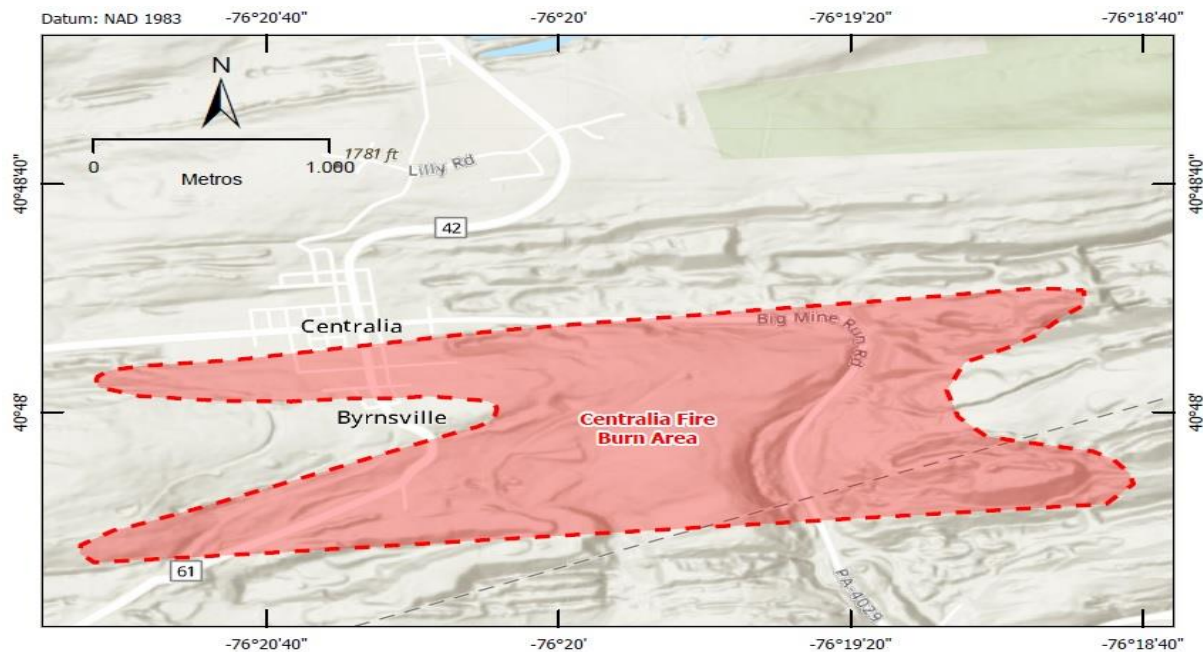 Datum: NAD 1983
-76°20'40"
-76°20'
-76°19'20"
-76°18'40"
N
0
1.000
Metros
1781 ft
Lilly Rd
40°48'40"
40°48'40"
42
Centralia
Big Mine Run Rd
40°48'
40°48'
Byrnsville
Centralia Fire
Burn Area
61
PA-4029
-76°20'40"
-76°20'
-76°19'20"
-76°18'40"